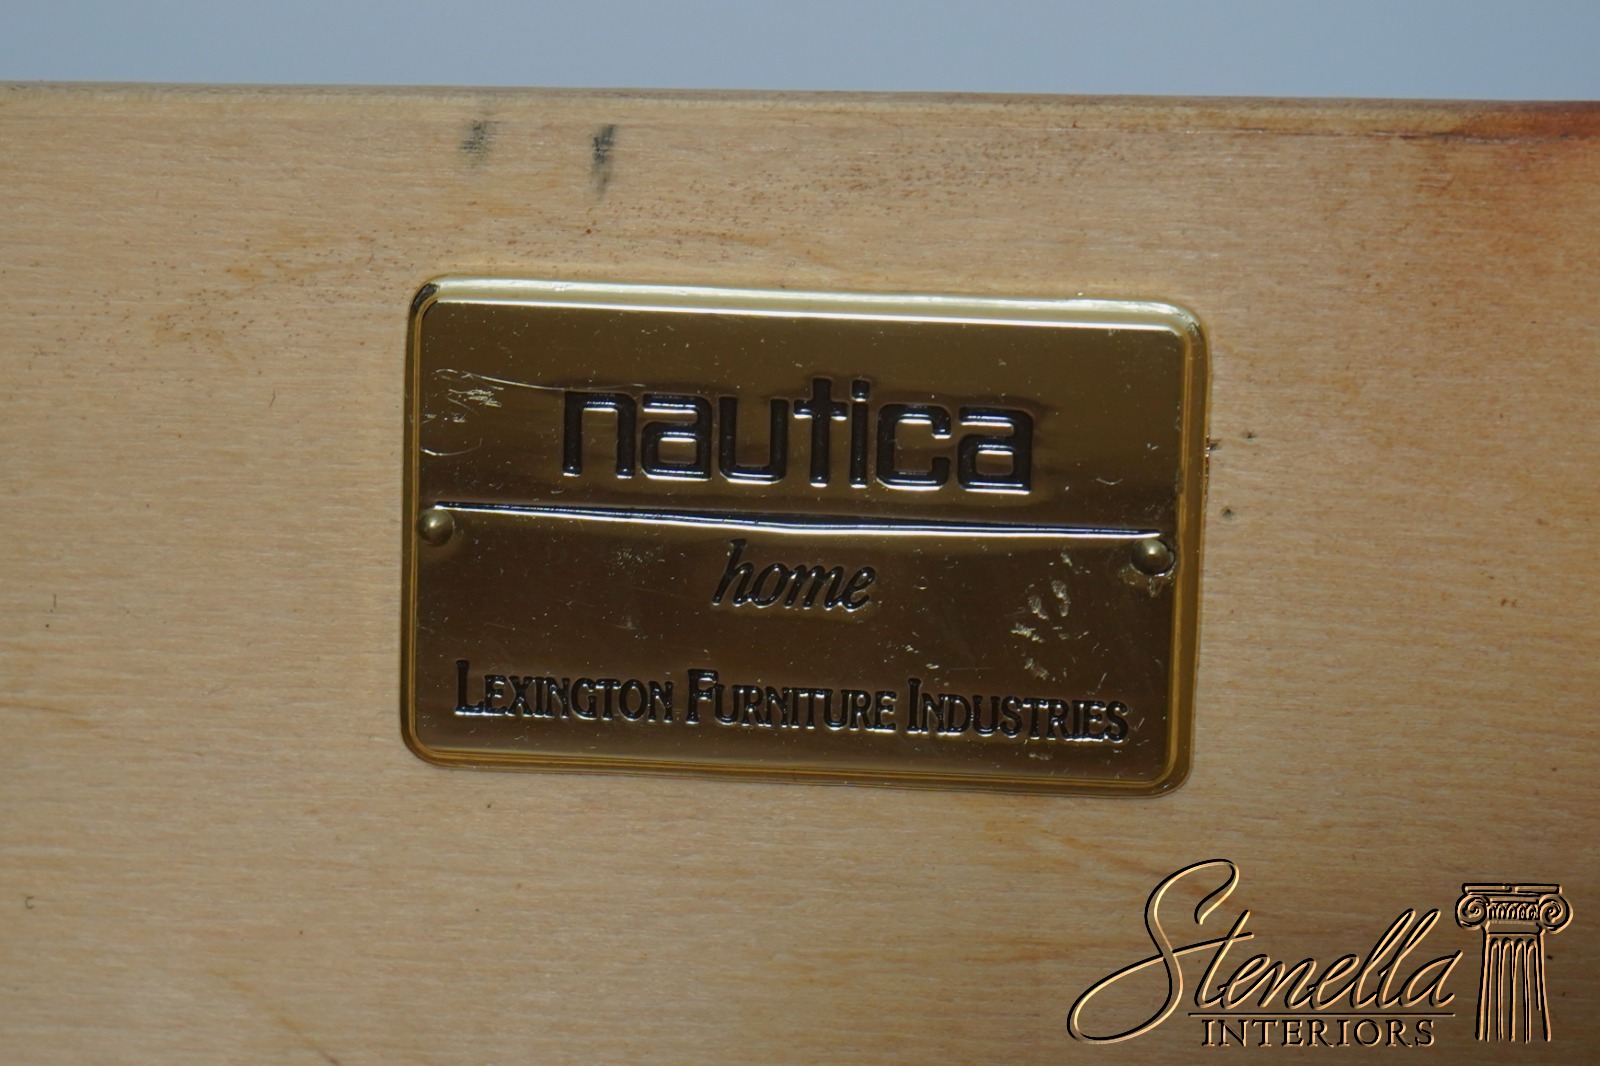 nautica
home
LEXINGTON FURNITURE INDUSTRIES
Stenella
INTERIORS